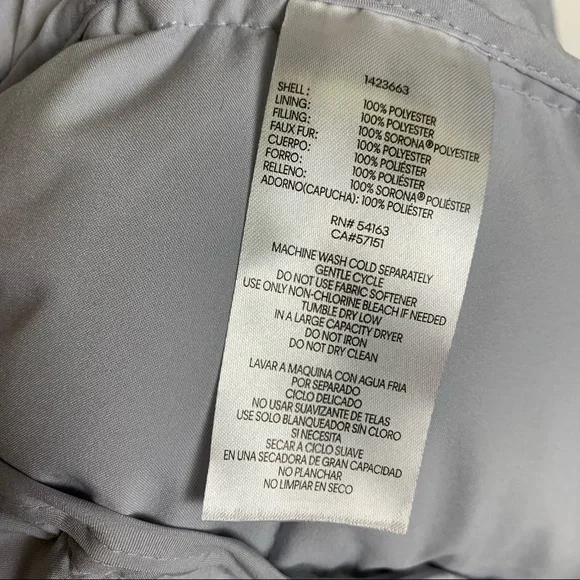 1423663
SHELL: 100% POLYESTER
LINING: 100% POLYESTER
FILLING: 100% SORONA®POLYESTER
FAUX FUR: 100% POLYESTER
CUERPO: 100% POLIÉSTER
FORRO: 100% POLIÉSTER
RELLENO: 100% SORONA®POLIÉSTER
ADORNO(CAPUCHA): 100% POLIÉSTER
RN# 54163
CA#57151
MACHINE WASH COLD SEPARATELY
GENTLE CYCLE
DO NOT USE FABRIC SOFTENER
USE ONLY NON-CHLORINE BLEACH IF NEEDED
TUMBLE DRY LOW
IN A LARGE CAPACITY DRYER
DO NOT IRON
DO NOT DRY CLEAN
LAVAR A MAQUINA CON AGUA FRIA
POR SEPARADO
CICLO DELICADO
NO USAR SUAVIZANTE DE TELAS
USE SOLO BLANQUEADOR SIN CLORO
SI NECESITA
SECAR A CICLO SUAVE
EN UNA SECADORA DE GRAN CAPACIDAD
NO PLANCHAR
NO LIMPIAR EN SECO